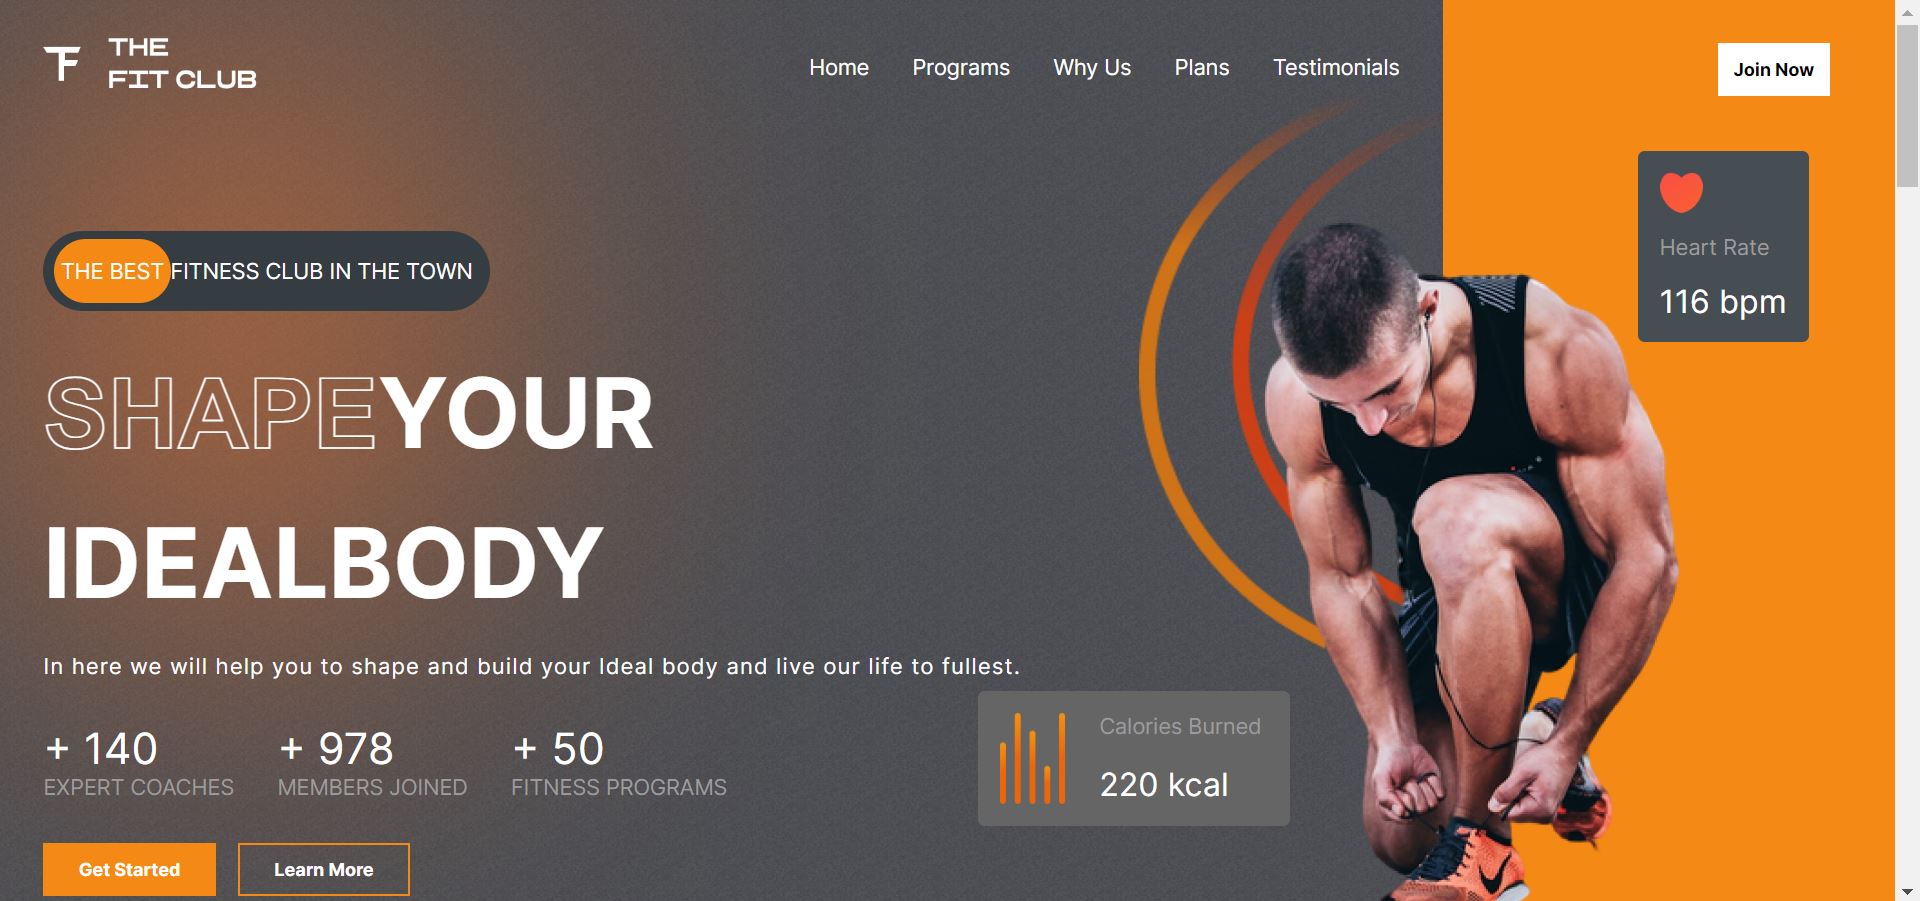 THE
FIT CLUB
Home Programs Why Us Plans Testimonials
Join Now
Heart Rate
116 bpm
THE BEST FITNESS CLUB IN THE TOWN
SHAPEYOUR
IDEALBODY
In here we will help you to shape and build your Ideal body and live our life to fullest.
+ 140 + 978 + 50
EXPERT COACHES MEMBERS JOINED FITNESS PROGRAMS
Calories Burned
220 kcal
Get Started Learn More